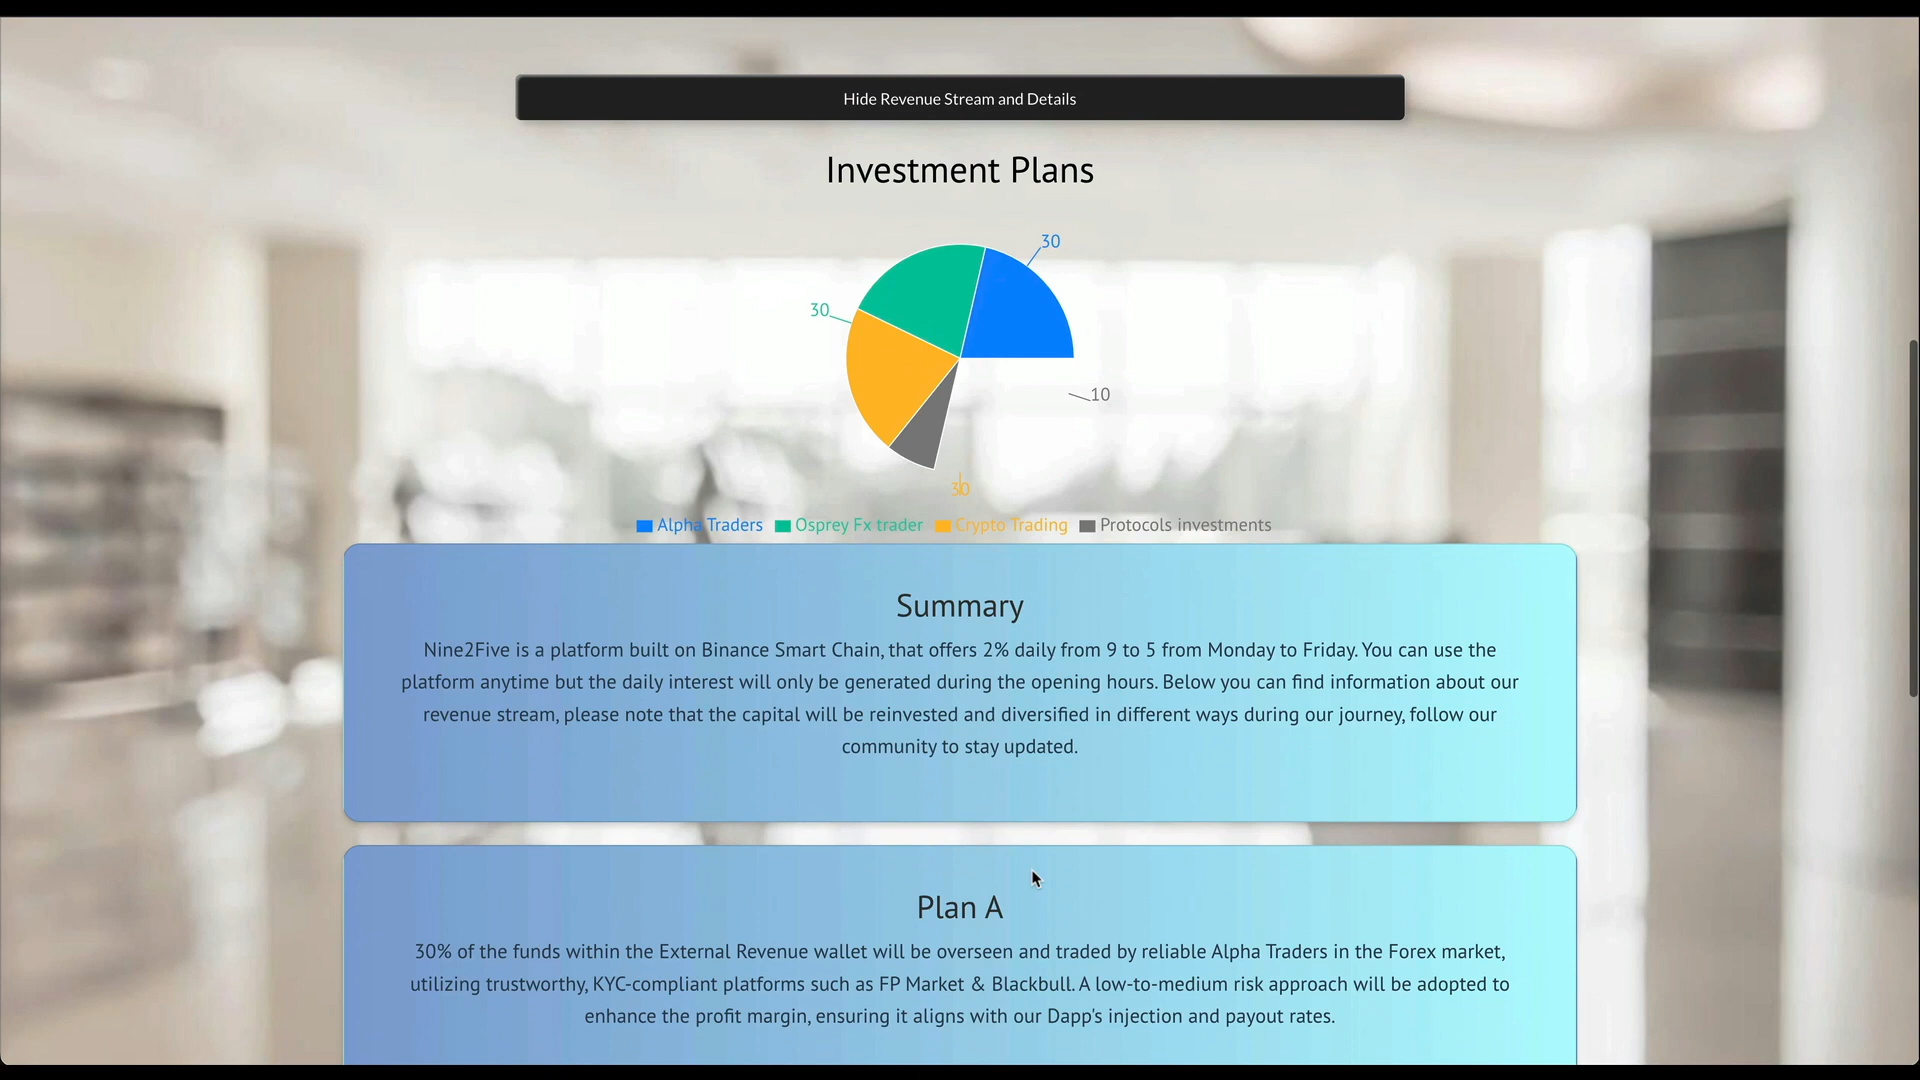 Hide Revenue Stream and Details
Investment Plans
30
30
10
30
Alpha Traders Osprey Fx trader Crypto Trading Protocols investments
Summary
Nine2Five is a platform built on Binance Smart Chain, that offers 2% daily from 9 to 5 from Monday to Friday. You can use the
platform anytime but the daily interest will only be generated during the opening hours. Below you can find information about our
revenue stream, please note that the capital will be reinvested and diversified in different ways during our journey, follow our
community to stay updated.
Plan A
30% of the funds within the External Revenue wallet will be overseen and traded by reliable Alpha Traders in the Forex market,
utilizing trustworthy, KYC-compliant platforms such as FP Market & Blackbull. A low-to-medium risk approach will be adopted to
enhance the profit margin, ensuring it aligns with our Dapp's injection and payout rates.